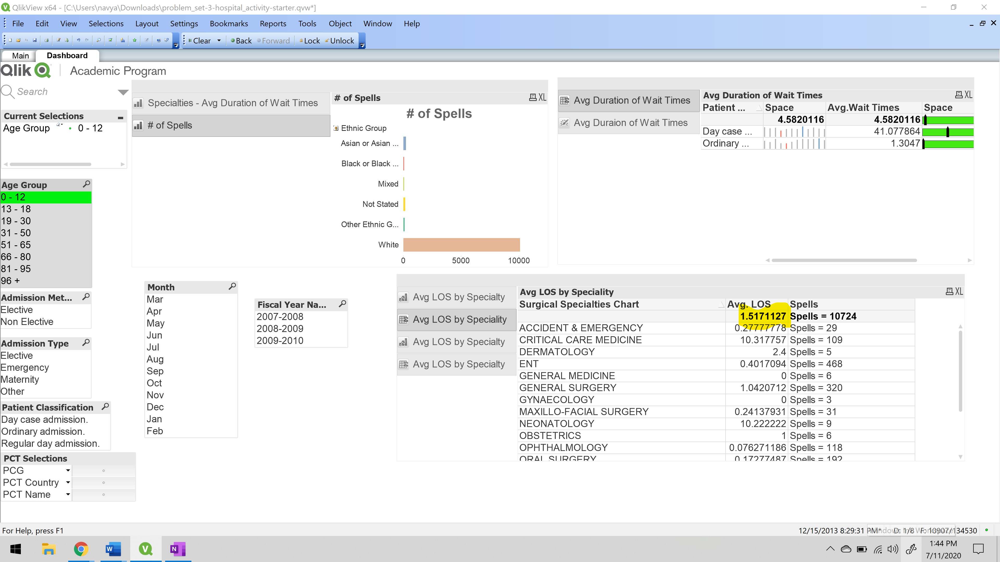 QlikView x64 - [C:\Users\navya\Downloads\problem_set-3-hospital_activity-starter.qvw*]
File Edit View Selections Layout Settings Bookmarks Reports Tools Object Window Help
Clear Back Forward Lock Unlock
Main Dashboard
Qlik Academic Program
Search
Current Selections
Age Group 0 - 12
Age Group
0 - 12
13 - 18
19 - 30
31 - 50
51 - 65
66 - 80
81 - 95
96 +
Admission Met...
Elective
Non Elective
Admission Type
Elective
Emergency
Maternity
Other
Patient Classification
Day case admission.
Ordinary admission.
Regular day admission.
PCT Selections
PCG
PCT Country
PCT Name
Specialties - Avg Duration of Wait Times
# of Spells
# of Spells XL
# of Spells
Ethnic Group
Asian or Asian ...
Black or Black ...
Mixed
Not Stated
Other Ethnic G...
White
0 5000 10000
Avg Duration of Wait Times
Avg Duraion of Wait Times
Avg Duration of Wait Times XL
Patient ... Space Avg.Wait Times Space
4.5820116 4.5820116
Day case ... 41.077864
Ordinary ... 1.3047
Month
Mar
Apr
May
Jun
Jul
Aug
Sep
Oct
Nov
Dec
Jan
Feb
Fiscal Year Na...
2007-2008
2008-2009
2009-2010
Avg LOS by Specialty
Avg LOS by Speciality
Avg LOS by Specialty
Avg LOS by Specialty
Avg LOS by Speciality XL
Surgical Specialties Chart Avg. LOS Spells
1.5171127 Spells = 10724
ACCIDENT & EMERGENCY 0.27777778 Spells = 29
CRITICAL CARE MEDICINE 10.317757 Spells = 109
DERMATOLOGY 2.4 Spells = 5
ENT 0.4017094 Spells = 468
GENERAL MEDICINE 0 Spells = 6
GENERAL SURGERY 1.0420712 Spells = 320
GYNAECOLOGY 0 Spells = 3
MAXILLO-FACIAL SURGERY 0.24137931 Spells = 31
NEONATOLOGY 10.222222 Spells = 9
OBSTETRICS 1 Spells = 6
OPHTHALMOLOGY 0.076271186 Spells = 118
ORAL SURGERY 0.17277487 Spells = 192
For Help, press F1
12/15/2013 8:29:31 PM* D: 1/8 F: 10907/134530
Windows Ink Workspace
1:44 PM
7/11/2020